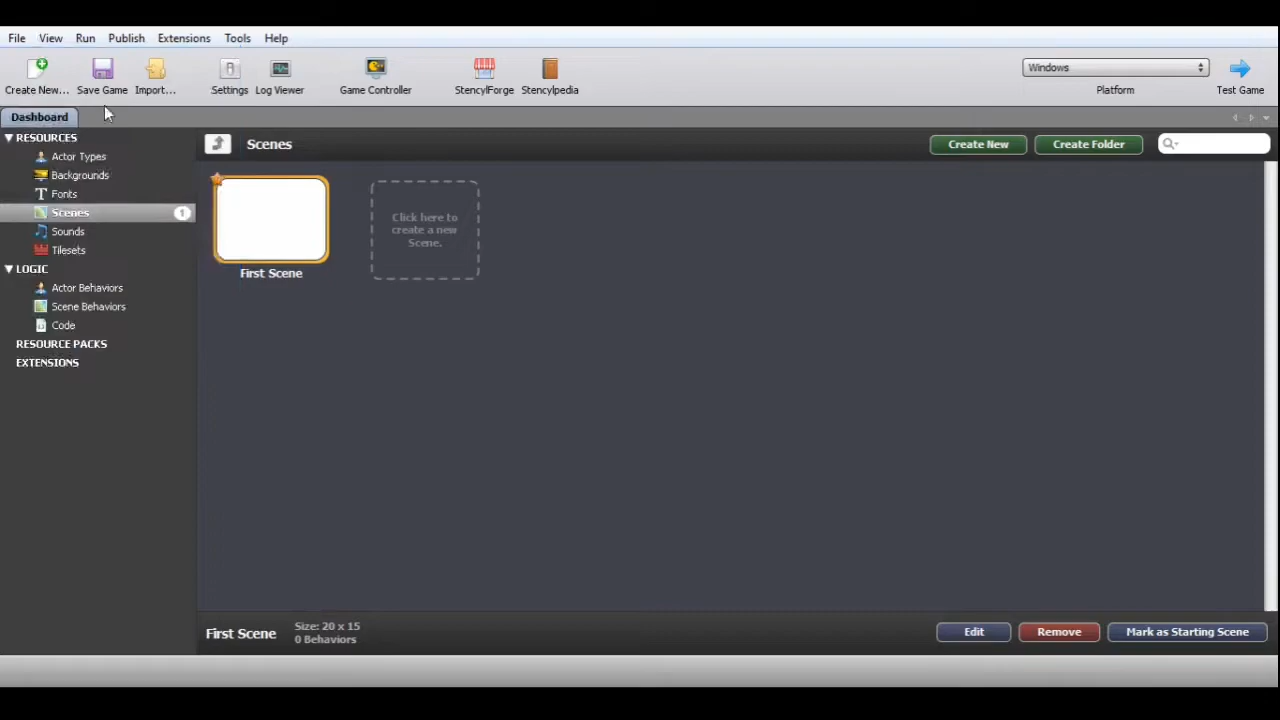 File View Run Publish Extensions Tools Help
Create New... Save Game Import... Settings Log Viewer Game Controller StencylForge Stencylpedia Windows Platform Test Game
Dashboard
RESOURCES
Actor Types
Backgrounds
Fonts
Scenes 1
Sounds
Tilesets
LOGIC
Actor Behaviors
Scene Behaviors
Code
RESOURCE PACKS
EXTENSIONS
Scenes Create New Create Folder
Click here to
create a new
Scene.
First Scene
First Scene
Size: 20 x 15
0 Behaviors
Edit Remove Mark as Starting Scene